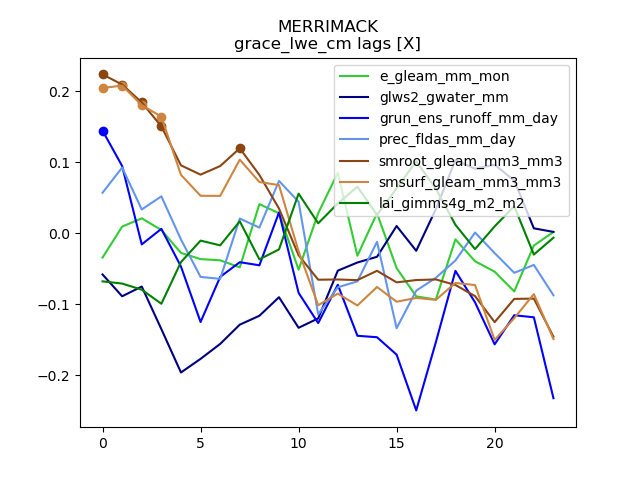 MERRIMACK
grace_lwe_cm lags [X]
0.2
0.1
0.0
−0.1
−0.2
0
5
10
15
20
e_gleam_mm_mon
glws2_gwater_mm
grun_ens_runoff_mm_day
prec_fldas_mm_day
smroot_gleam_mm3_mm3
smsurf_gleam_mm3_mm3
lai_gimms4g_m2_m2